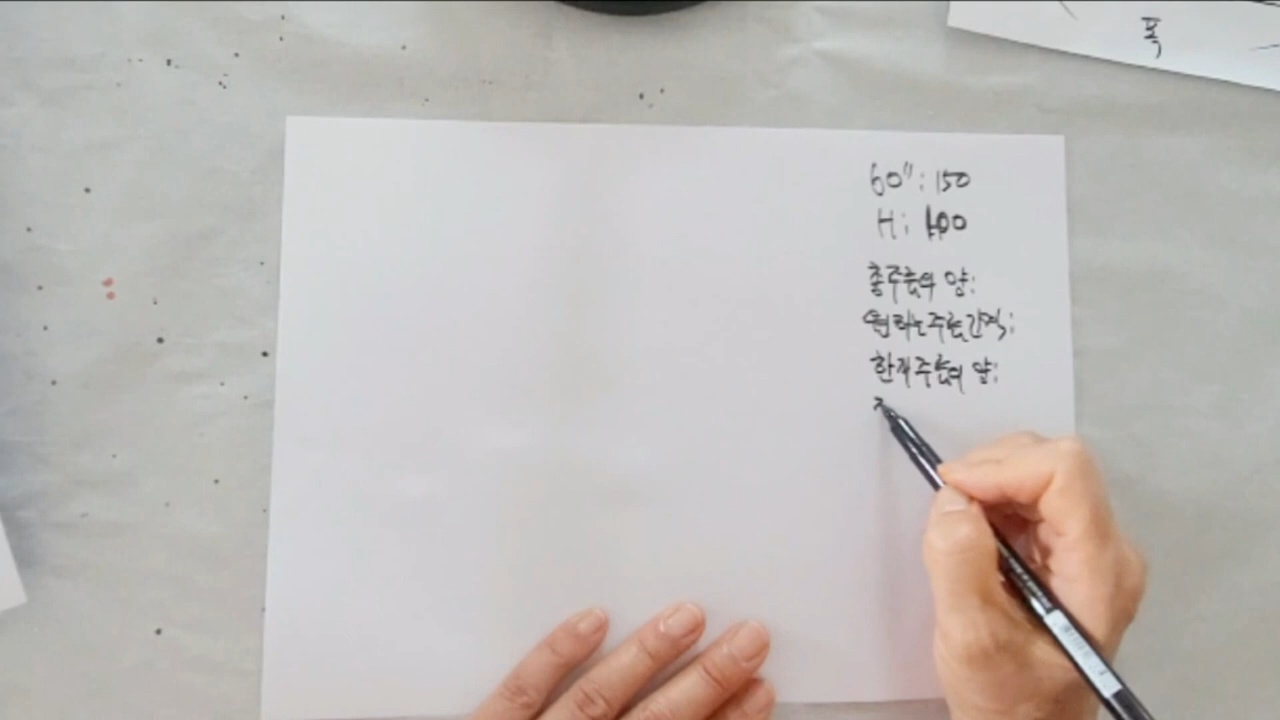 폭
60" : 150
H : 100
총주름의 양 :
원하는주름간격 :
한개주름의 양 :